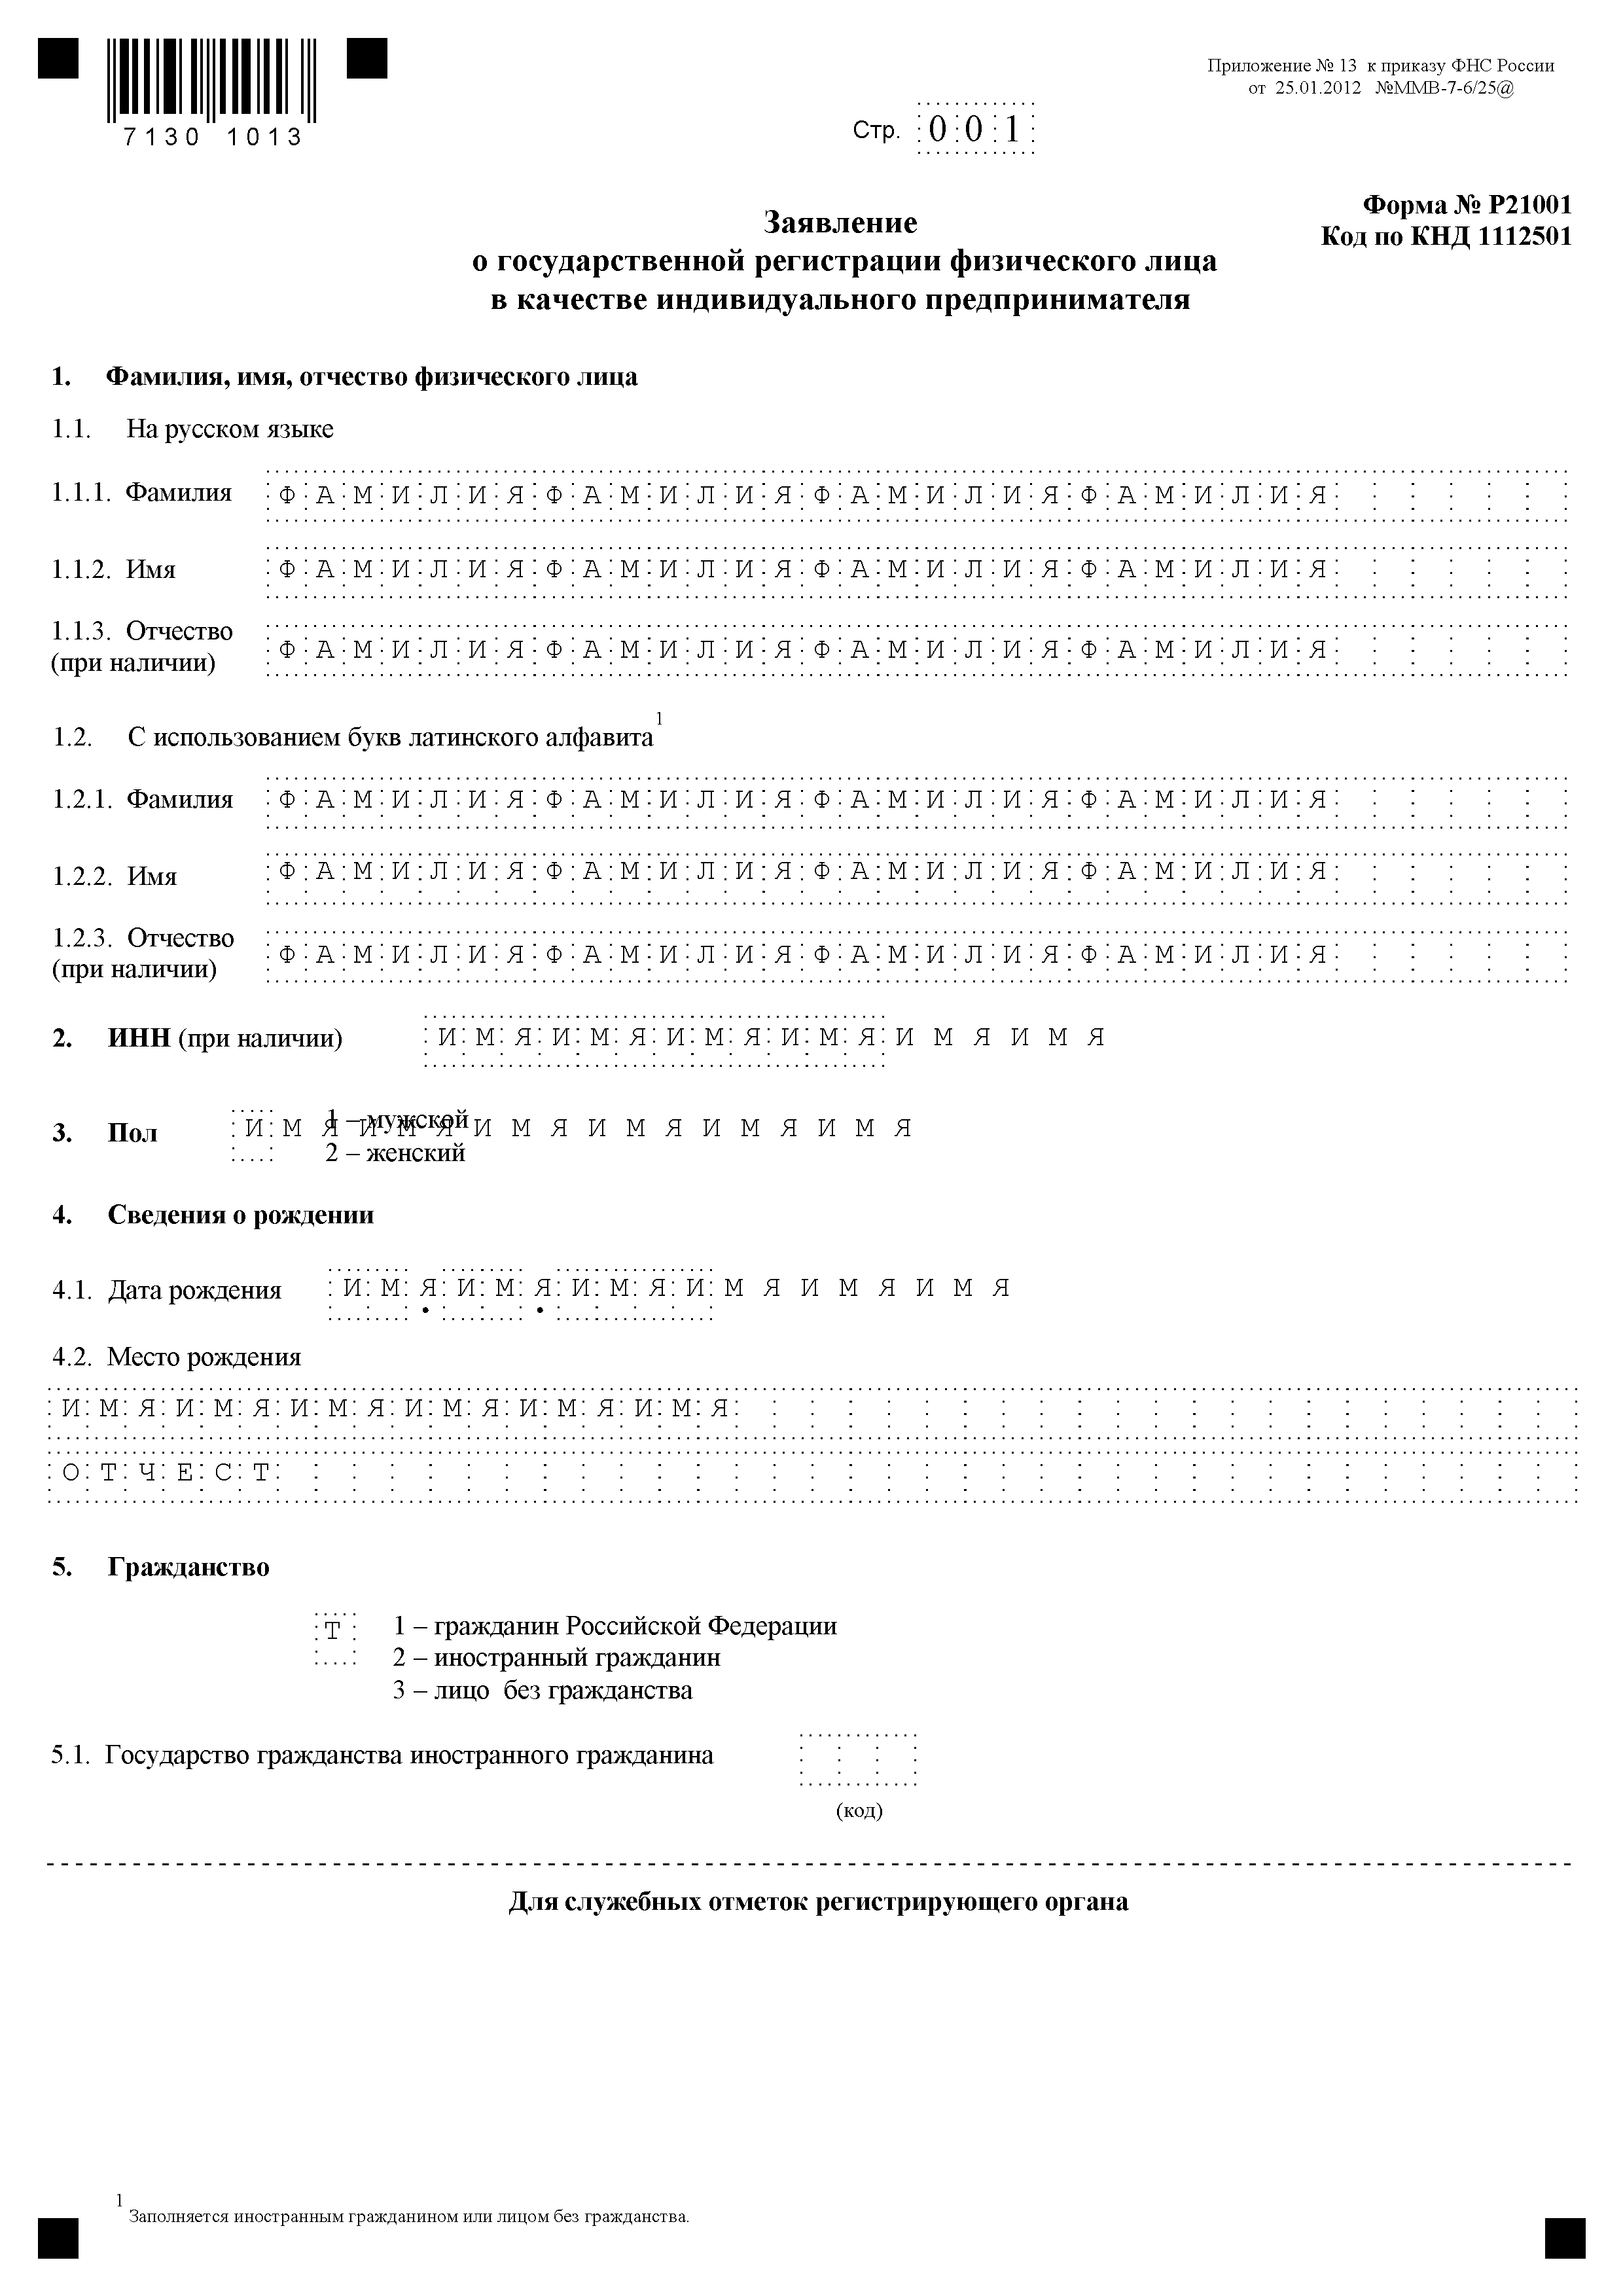 7130 1013
Приложение № 13 к приказу ФНС России
от 25.01.2012 №ММВ-7-6/25@
Стр. 001
Форма № Р21001
Код по КНД 1112501
Заявление
о государственной регистрации физического лица
в качестве индивидуального предпринимателя
1. Фамилия, имя, отчество физического лица
1.1. На русском языке
1.1.1. Фамилия ФАМИЛИЯФАМИЛИЯФАМИЛИЯФАМИЛИЯ
1.1.2. Имя ФАМИЛИЯФАМИЛИЯФАМИЛИЯФАМИЛИЯ
1.1.3. Отчество
(при наличии) ФАМИЛИЯФАМИЛИЯФАМИЛИЯФАМИЛИЯ
1.2. С использованием букв латинского алфавита 1
1.2.1. Фамилия ФАМИЛИЯФАМИЛИЯФАМИЛИЯФАМИЛИЯ
1.2.2. Имя ФАМИЛИЯФАМИЛИЯФАМИЛИЯФАМИЛИЯ
1.2.3. Отчество
(при наличии) ФАМИЛИЯФАМИЛИЯФАМИЛИЯФАМИЛИЯ
2. ИНН (при наличии) ИМЯИМЯИМЯИМЯИМЯИМЯ
3. Пол ИМЯИМЯИМЯИМЯИМЯИМЯ
1 – мужской
2 – женский
4. Сведения о рождении
4.1. Дата рождения ИМЯИМЯИМЯИМЯИМЯИМЯ
4.2. Место рождения
ИМЯИМЯИМЯИМЯИМЯИМЯ
ОТЧЕСТ
5. Гражданство
Т 1 – гражданин Российской Федерации
2 – иностранный гражданин
3 – лицо без гражданства
5.1. Государство гражданства иностранного гражданина
(код)
Для служебных отметок регистрирующего органа
1 Заполняется иностранным гражданином или лицом без гражданства.